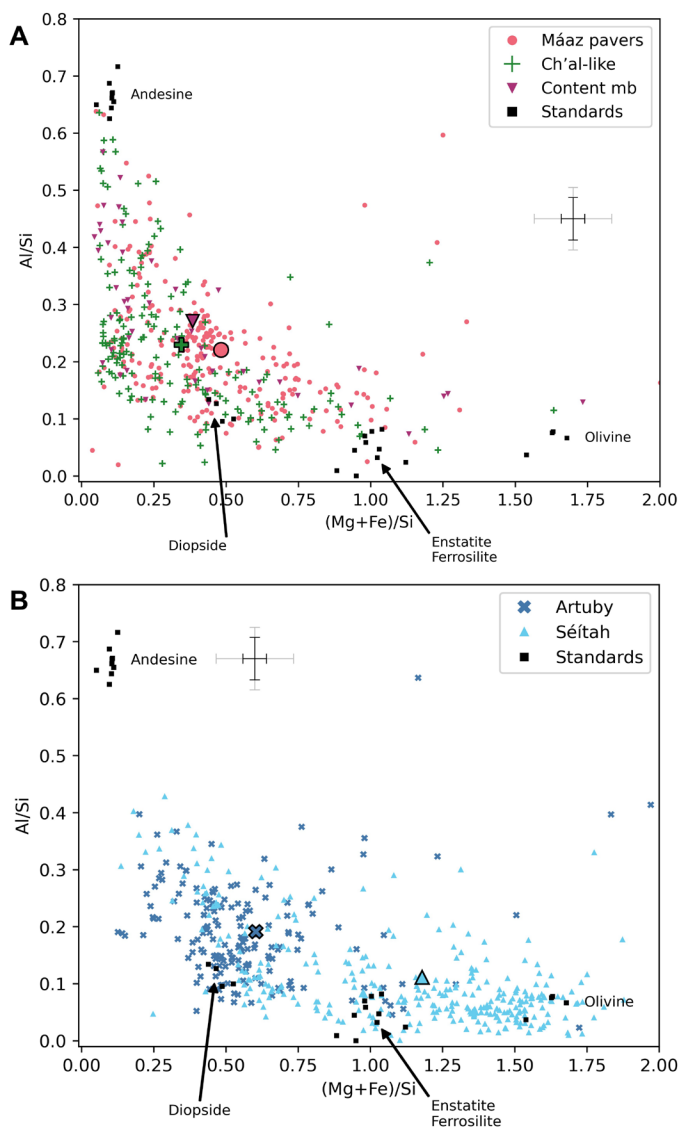 A
0.8
0.7
0.6
0.5
0.4
0.3
0.2
0.1
0.0
Al/Si
Andesine
Máaz pavers
Ch’al-like
Content mb
Standards
Olivine
0.00 0.25 0.50 0.75 1.00 1.25 1.50 1.75 2.00
(Mg+Fe)/Si
Diopside
Enstatite
Ferrosilite
B
0.8
0.7
0.6
0.5
0.4
0.3
0.2
0.1
0.0
Al/Si
Andesine
Artuby
Séítah
Standards
Olivine
0.00 0.25 0.50 0.75 1.00 1.25 1.50 1.75 2.00
(Mg+Fe)/Si
Diopside
Enstatite
Ferrosilite